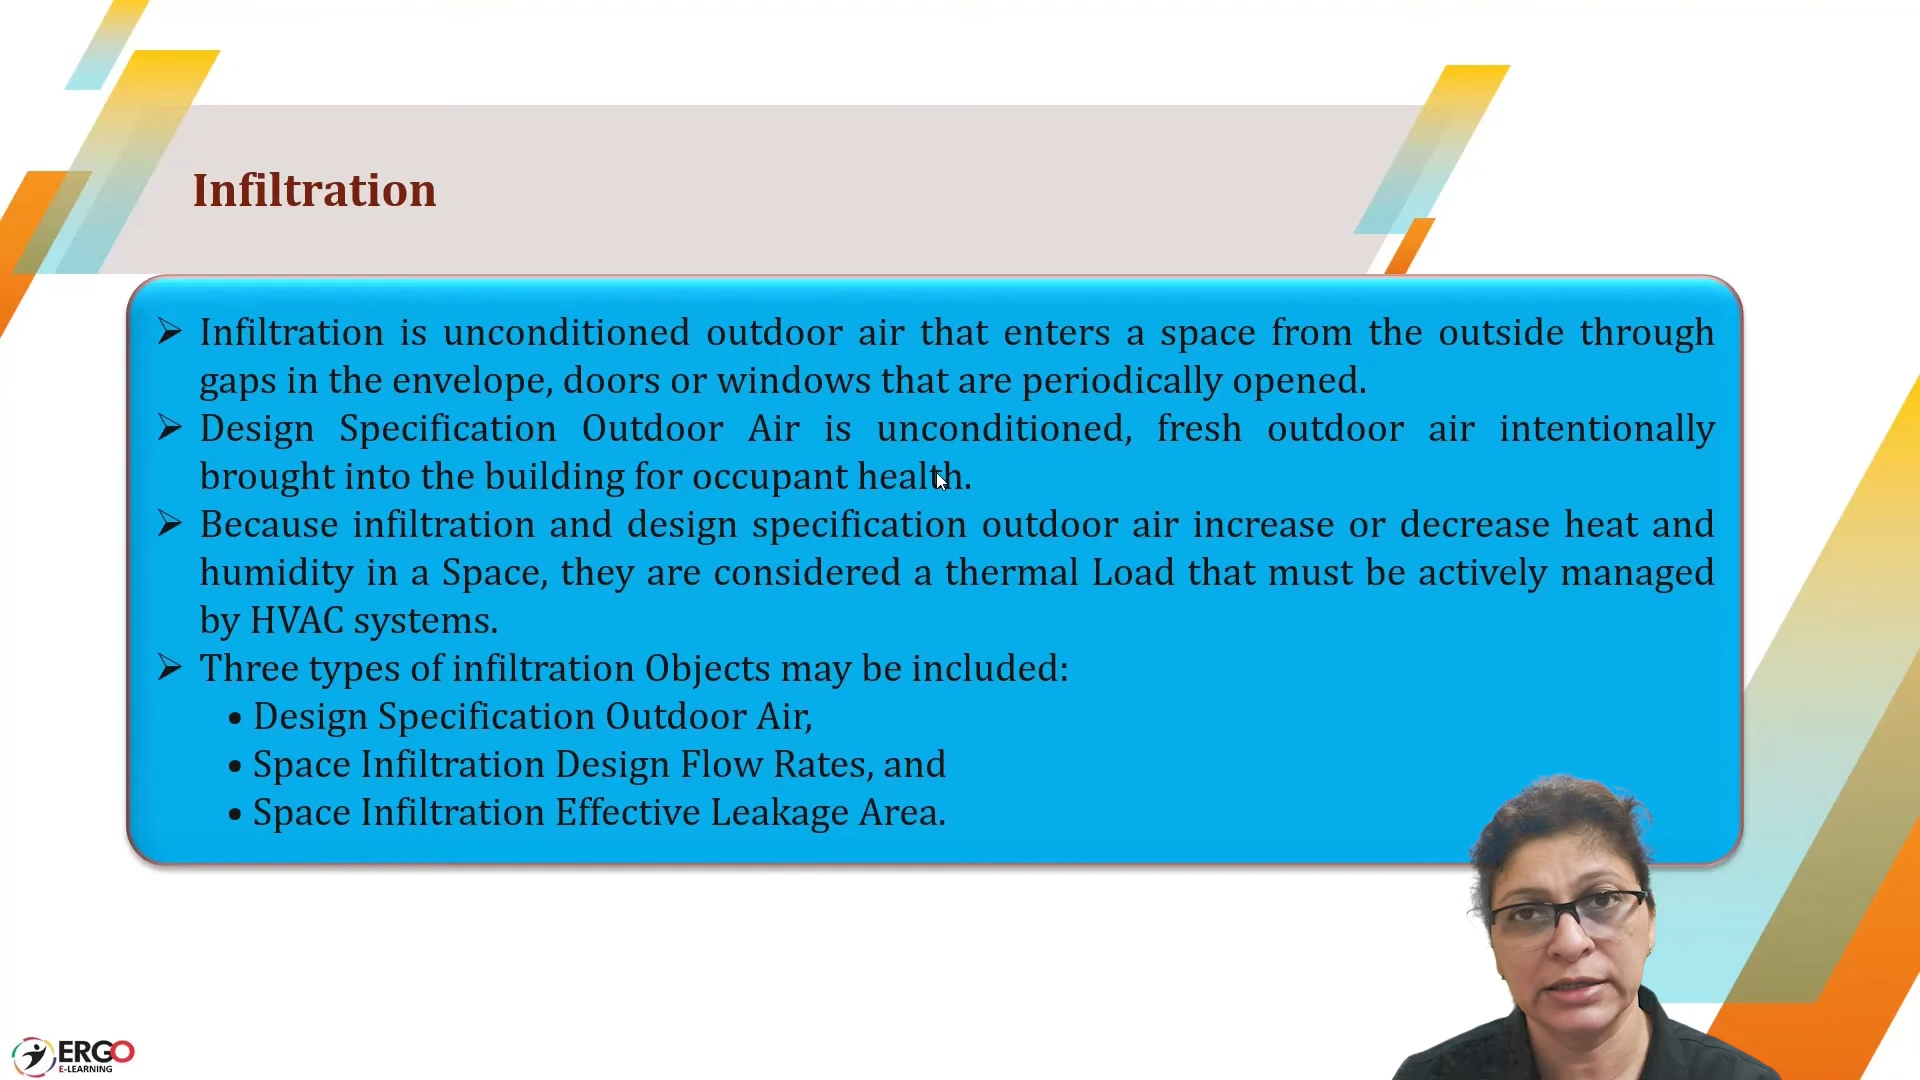 Infiltration
➢ Infiltration is unconditioned outdoor air that enters a space from the outside through
gaps in the envelope, doors or windows that are periodically opened.
➢ Design Specification Outdoor Air is unconditioned, fresh outdoor air intentionally
brought into the building for occupant health.
➢ Because infiltration and design specification outdoor air increase or decrease heat and
humidity in a Space, they are considered a thermal Load that must be actively managed
by HVAC systems.
➢ Three types of infiltration Objects may be included:
• Design Specification Outdoor Air,
• Space Infiltration Design Flow Rates, and
• Space Infiltration Effective Leakage Area.
ERGO
E-LEARNING